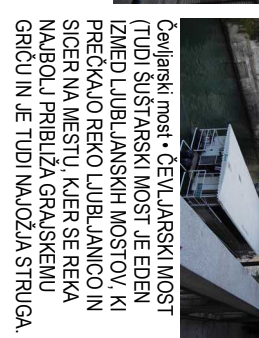 Čevljarski most • ČEVLJARSKI MOST
(TUDI ŠUŠTARSKI MOST JE EDEN
IZMED LJUBLJANSKIH MOSTOV, KI
PREČKAJO REKO LJUBLJANICO IN
SICER NA MESTU, KJER SE REKA
NAJBOLJ PRIBLIŽA GRAJSKEMU
GRIČU IN JE TUDI NAJOŽJA STRUGA.